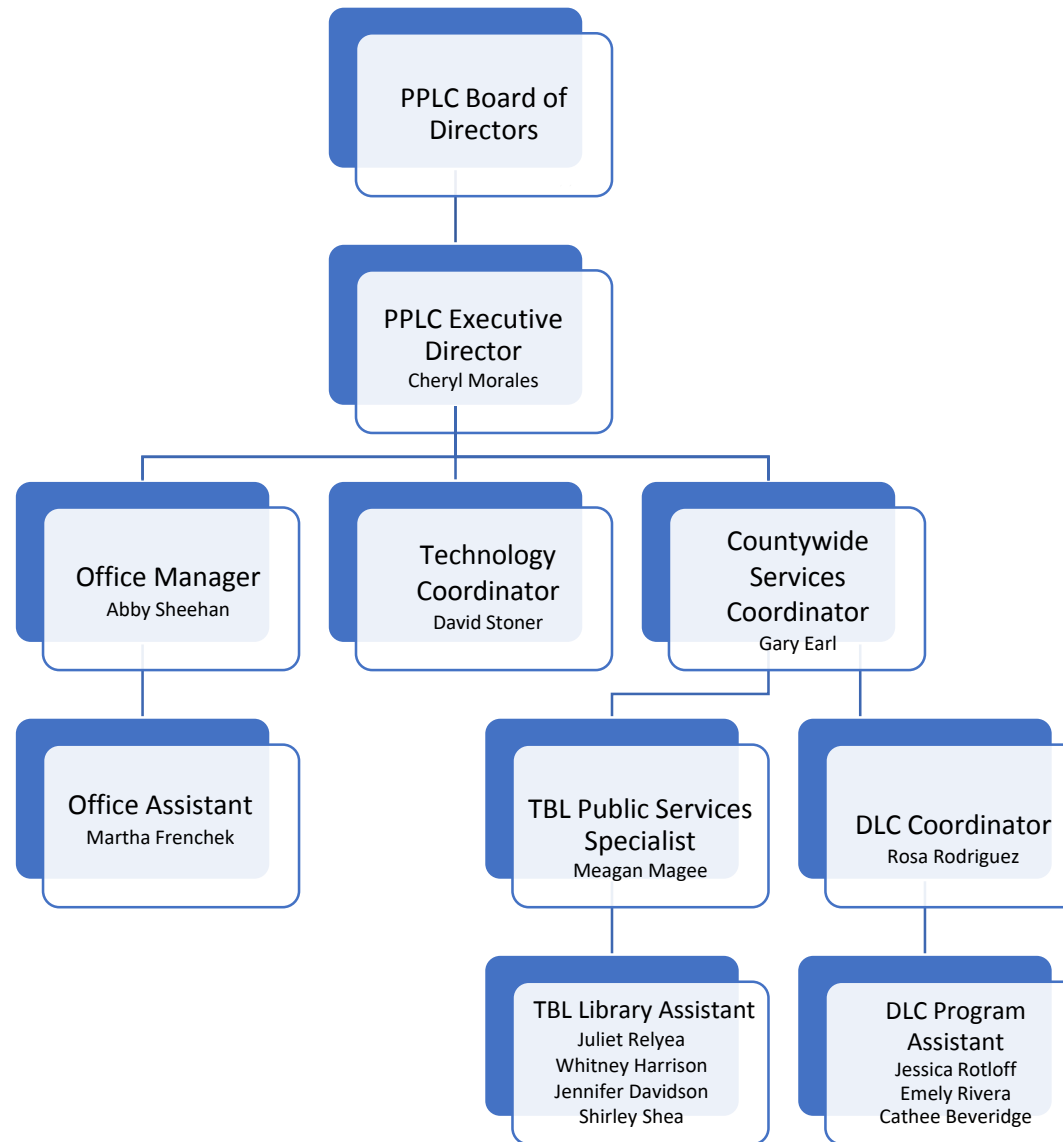 PPLC Board of
Directors
PPLC Executive
Director
Cheryl Morales
Office Manager
Abby Sheehan
Technology
Coordinator
David Stoner
Countywide
Services
Coordinator
Gary Earl
Office Assistant
Martha Frenchek
TBL Public Services
Specialist
Meagan Magee
DLC Coordinator
Rosa Rodriguez
TBL Library Assistant
Juliet Relyea
Whitney Harrison
Jennifer Davidson
Shirley Shea
DLC Program
Assistant
Jessica Rotloff
Emely Rivera
Cathee Beveridge